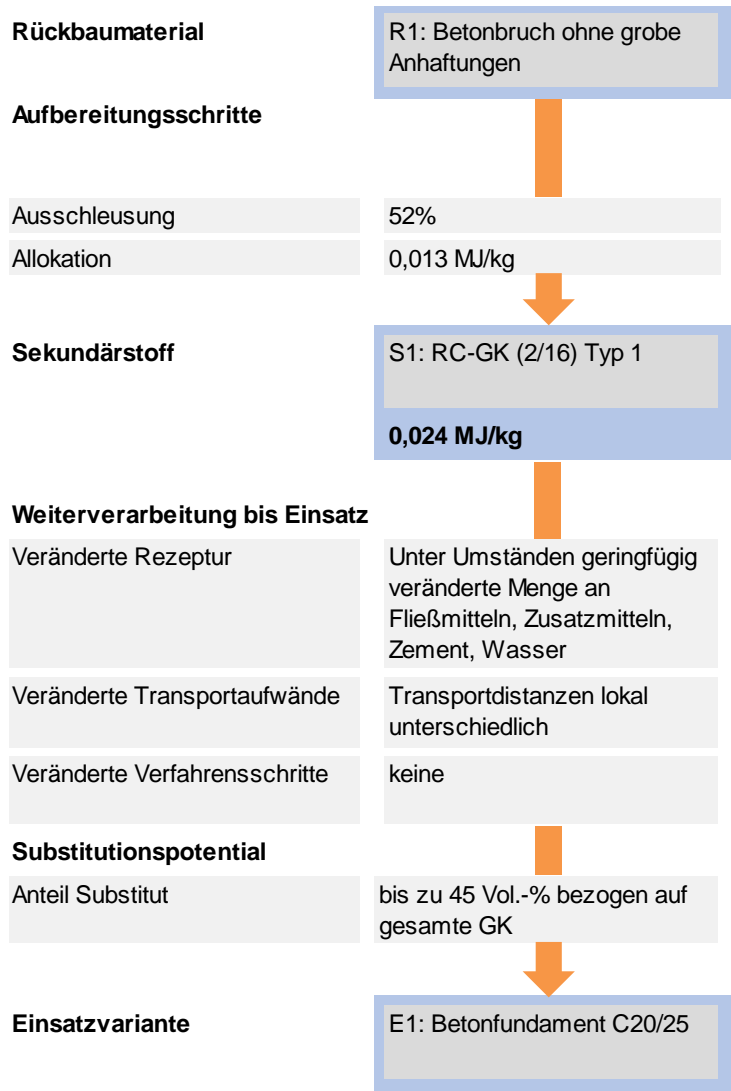 Rückbaumaterial
R1: Betonbruch ohne grobe
Anhaftungen
Aufbereitungsschritte
Ausschleusung
52%
Allokation
0,013 MJ/kg
Sekundärstoff
S1: RC-GK (2/16) Typ 1
0,024 MJ/kg
Weiterverarbeitung bis Einsatz
Veränderte Rezeptur
Unter Umständen geringfügig
veränderte Menge an
Fließmitteln, Zusatzmitteln,
Zement, Wasser
Veränderte Transportaufwände
Transportdistanzen lokal
unterschiedlich
Veränderte Verfahrensschritte
keine
Substitutionspotential
Anteil Substitut
bis zu 45 Vol.-% bezogen auf
gesamte GK
Einsatzvariante
E1: Betonfundament C20/25